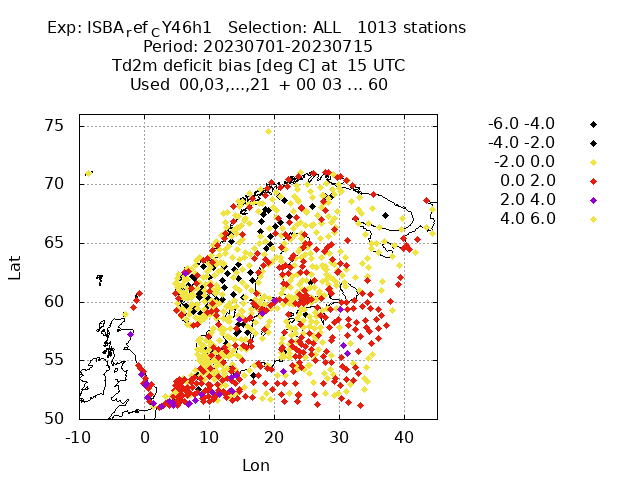 Exp: ISBArefCY46h1 Selection: ALL 1013 stations
Period: 20230701-20230715
Td2m deficit bias [deg C] at 15 UTC
Used 00,03,...,21 + 00 03 ... 60
-6.0 -4.0
-4.0 -2.0
-2.0 0.0
0.0 2.0
2.0 4.0
4.0 6.0
75
70
65
60
55
50
Lat
-10 0 10 20 30 40
Lon